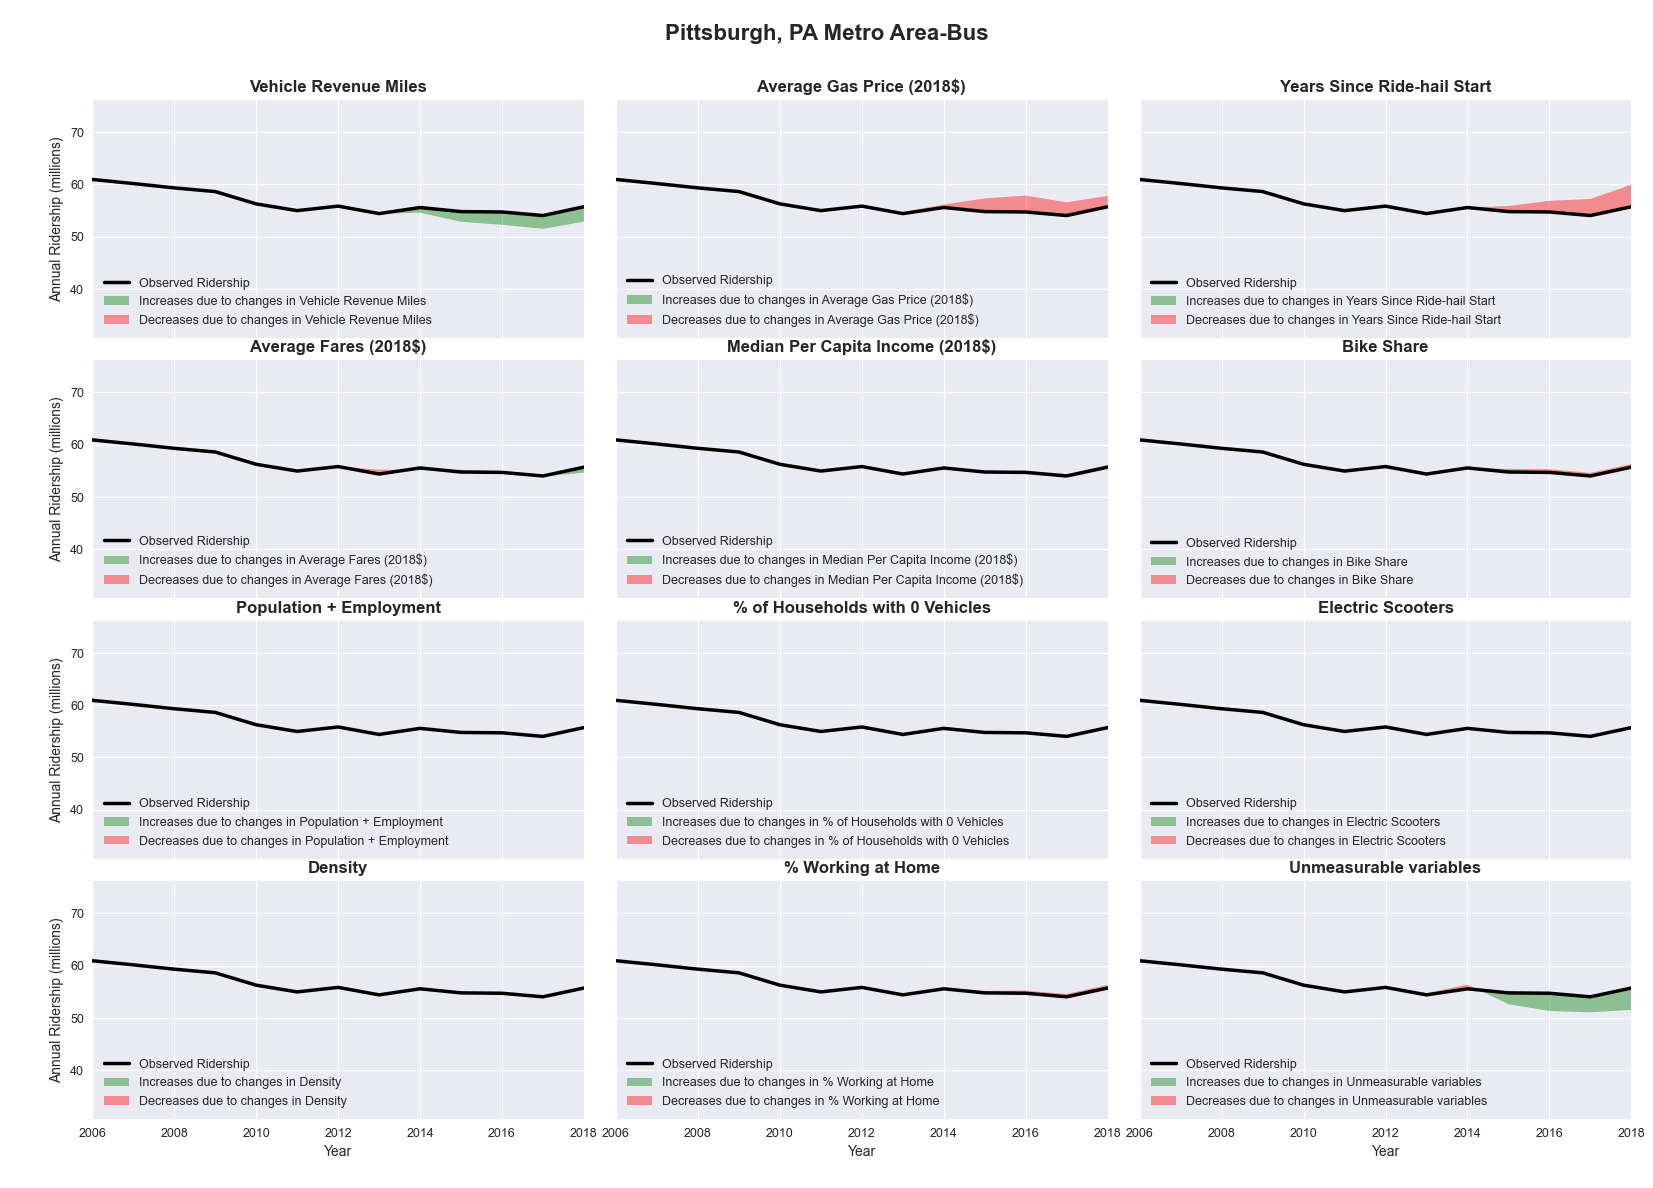 Pittsburgh, PA Metro Area-Bus
Vehicle Revenue Miles
Average Gas Price (2018$)
Years Since Ride-hail Start
Annual Ridership (millions)
70
60
50
40
Observed Ridership
Increases due to changes in Vehicle Revenue Miles
Decreases due to changes in Vehicle Revenue Miles
Observed Ridership
Increases due to changes in Average Gas Price (2018$)
Decreases due to changes in Average Gas Price (2018$)
Observed Ridership
Increases due to changes in Years Since Ride-hail Start
Decreases due to changes in Years Since Ride-hail Start
Average Fares (2018$)
Median Per Capita Income (2018$)
Bike Share
Annual Ridership (millions)
70
60
50
40
Observed Ridership
Increases due to changes in Average Fares (2018$)
Decreases due to changes in Average Fares (2018$)
Observed Ridership
Increases due to changes in Median Per Capita Income (2018$)
Decreases due to changes in Median Per Capita Income (2018$)
Observed Ridership
Increases due to changes in Bike Share
Decreases due to changes in Bike Share
Population + Employment
% of Households with 0 Vehicles
Electric Scooters
Annual Ridership (millions)
70
60
50
40
Observed Ridership
Increases due to changes in Population + Employment
Decreases due to changes in Population + Employment
Observed Ridership
Increases due to changes in % of Households with 0 Vehicles
Decreases due to changes in % of Households with 0 Vehicles
Observed Ridership
Increases due to changes in Electric Scooters
Decreases due to changes in Electric Scooters
Density
% Working at Home
Unmeasurable variables
Annual Ridership (millions)
70
60
50
40
Observed Ridership
Increases due to changes in Density
Decreases due to changes in Density
Observed Ridership
Increases due to changes in % Working at Home
Decreases due to changes in % Working at Home
Observed Ridership
Increases due to changes in Unmeasurable variables
Decreases due to changes in Unmeasurable variables
2006 2008 2010 2012 2014 2016 2018
2006 2008 2010 2012 2014 2016 2018
2006 2008 2010 2012 2014 2016 2018
Year
Year
Year